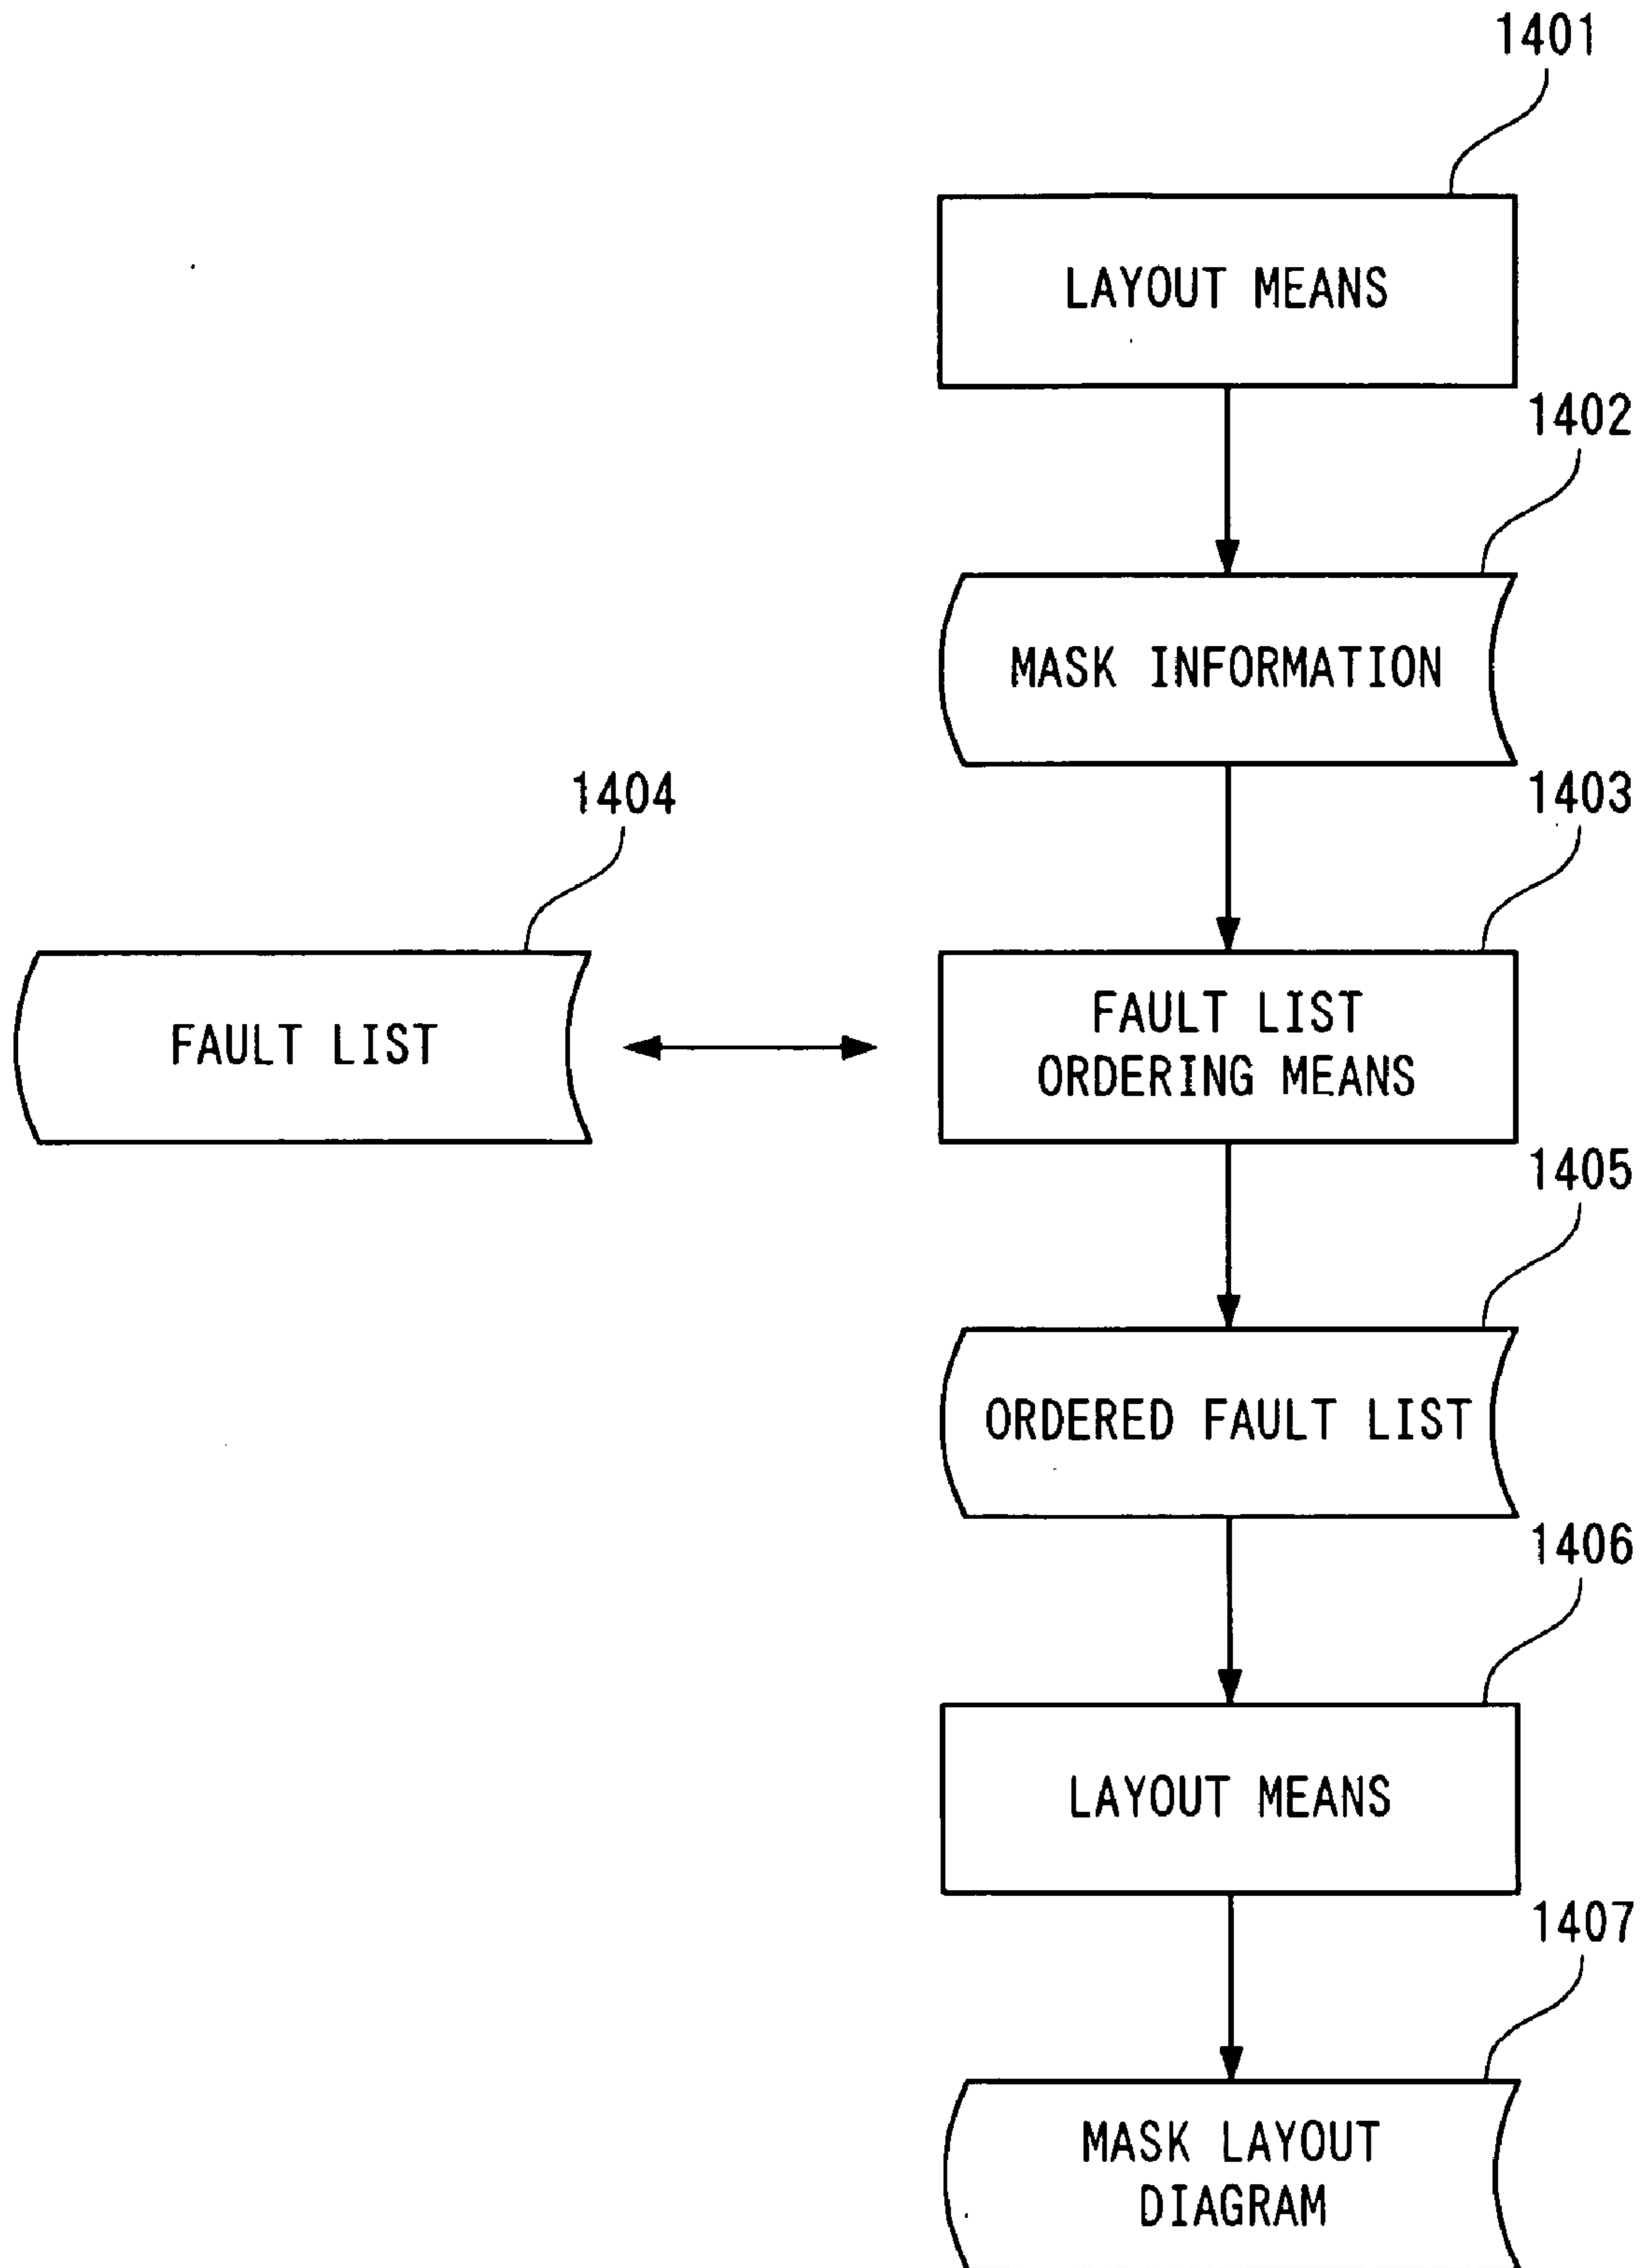 1401
LAYOUT MEANS
1402
MASK INFORMATION
1403
1404
FAULT LIST
FAULT LIST
ORDERING MEANS
1405
ORDERED FAULT LIST
1406
LAYOUT MEANS
1407
MASK LAYOUT
DIAGRAM